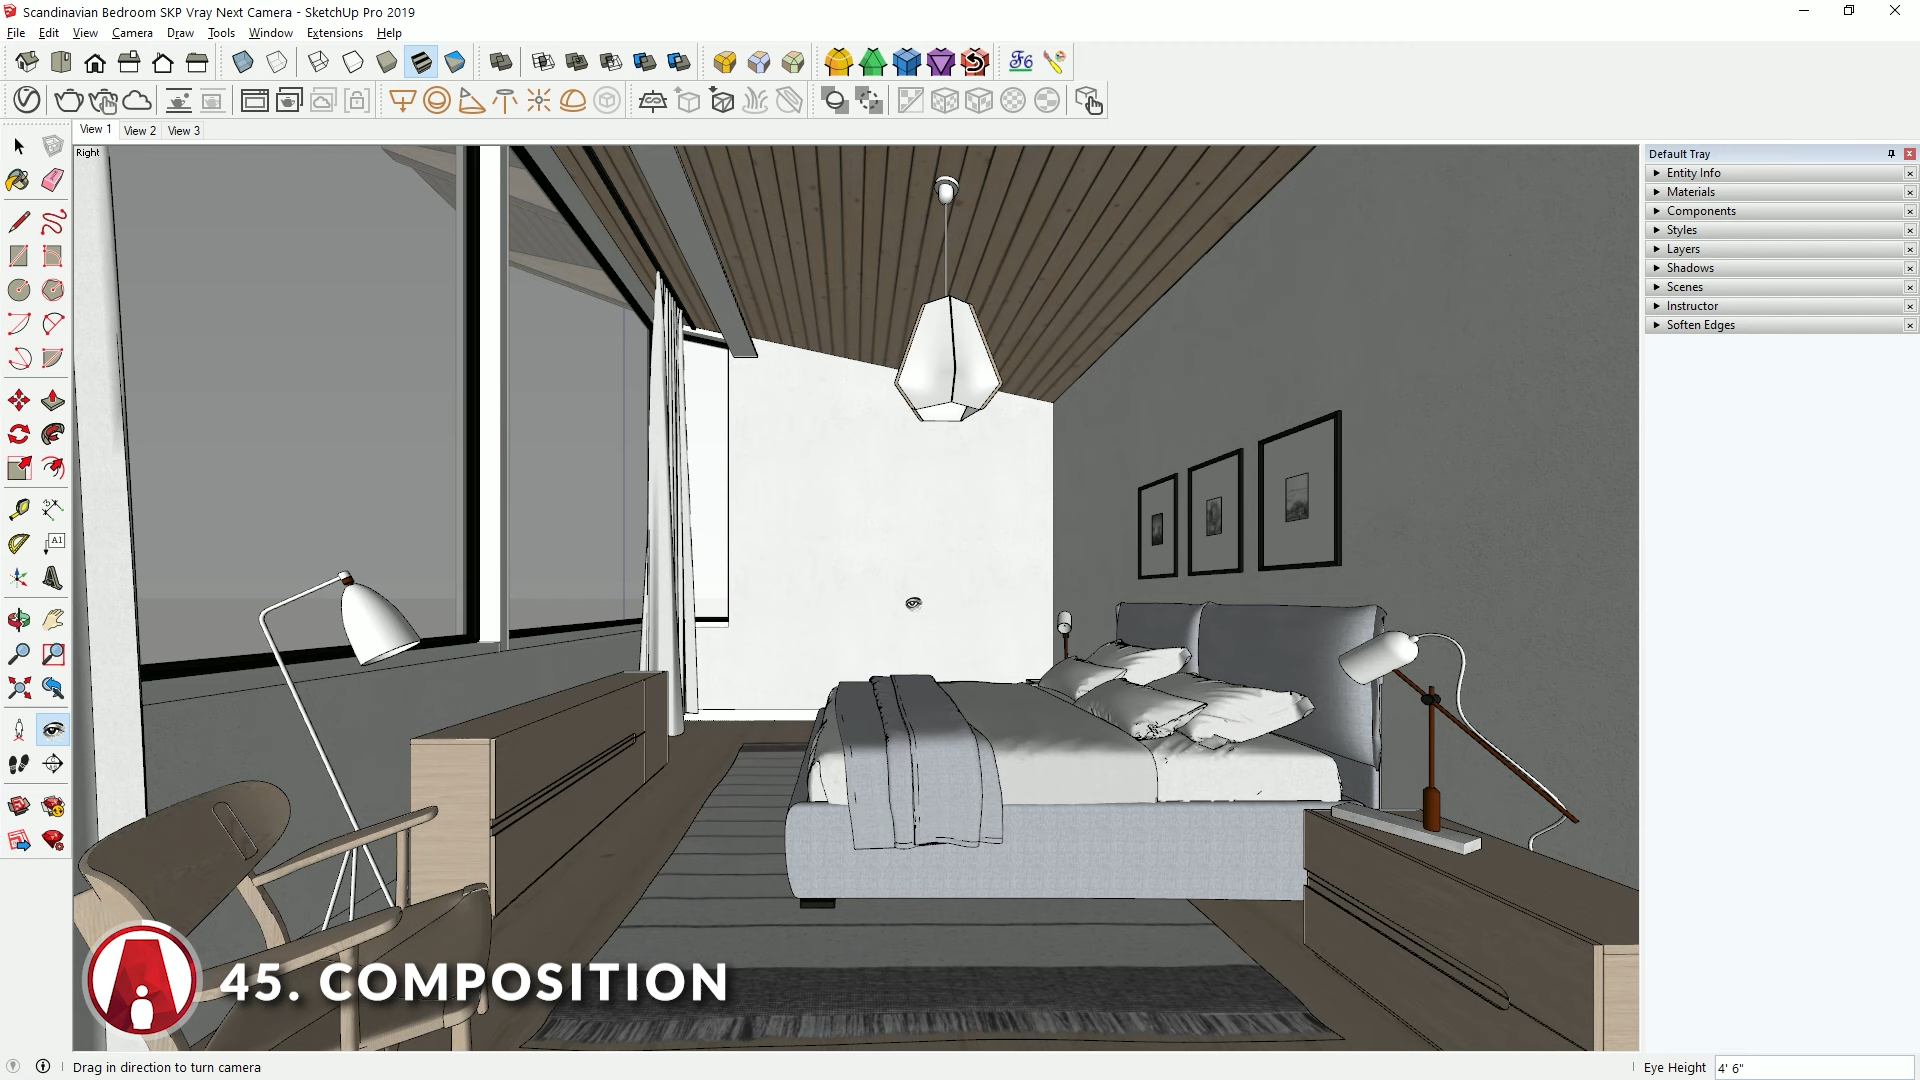 Scandinavian Bedroom SKP Vray Next Camera - SketchUp Pro 2019
File Edit View Camera Draw Tools Window Extensions Help
F6
View 1 View 2 View 3
Right
Default Tray
Entity Info
Materials
Components
Styles
Layers
Shadows
Scenes
Instructor
Soften Edges
A1
45. COMPOSITION
Drag in direction to turn camera
Eye Height 4' 6"